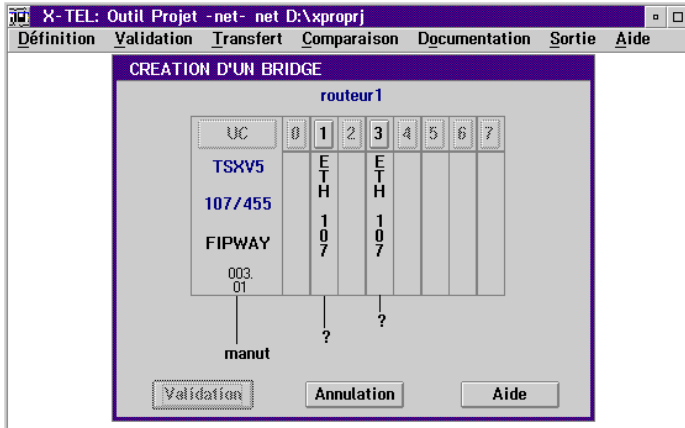 X-TEL: Outil Projet -net- net D:\xproprj
Définition Validation Transfert Comparaison Documentation Sortie Aide
CREATION D'UN BRIDGE
routeur1
UC 0 1 2 3 4 5 6 7
TSXV5
107/455
FIPWAY
003.
01
ETH 107
ETH 107
?
?
manut
Validation Annulation Aide